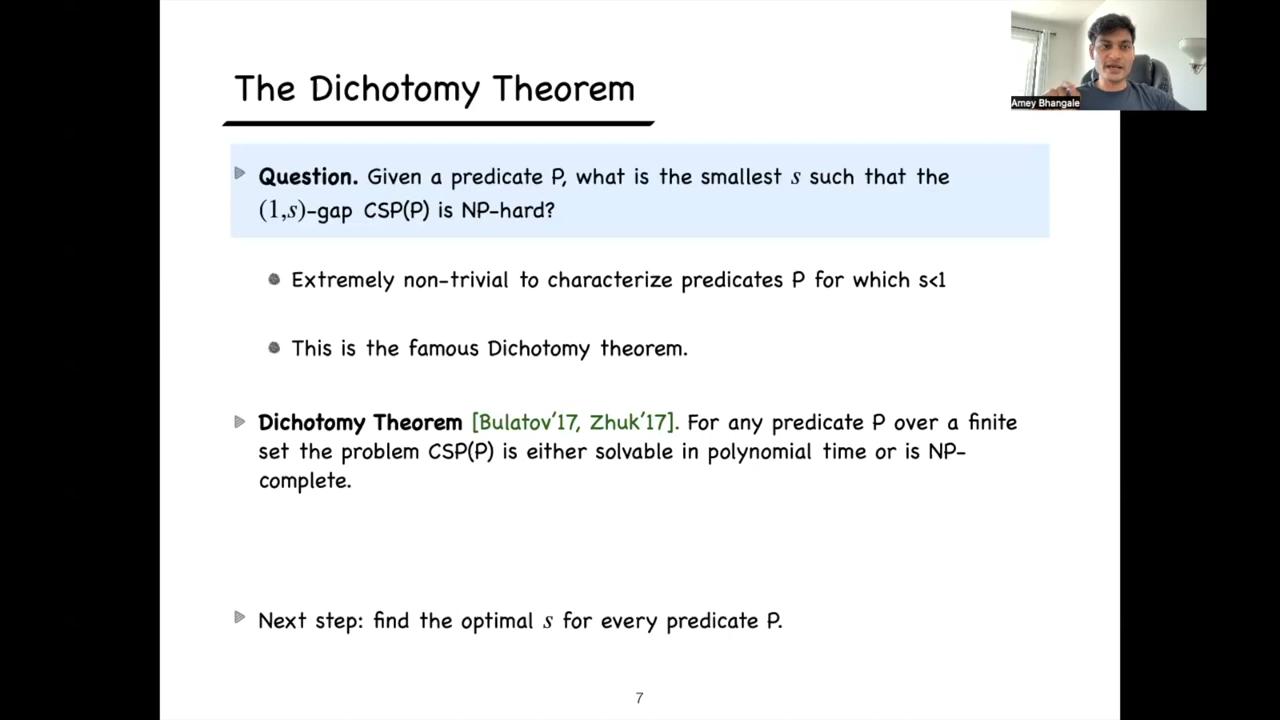 The Dichotomy Theorem
Amey Bhangale
Question. Given a predicate P, what is the smallest s such that the
(1,s)-gap CSP(P) is NP-hard?
Extremely non-trivial to characterize predicates P for which s<1
This is the famous Dichotomy theorem.
Dichotomy Theorem [Bulatov’17, Zhuk’17]. For any predicate P over a finite
set the problem CSP(P) is either solvable in polynomial time or is NP-
complete.
Next step: find the optimal s for every predicate P.
7